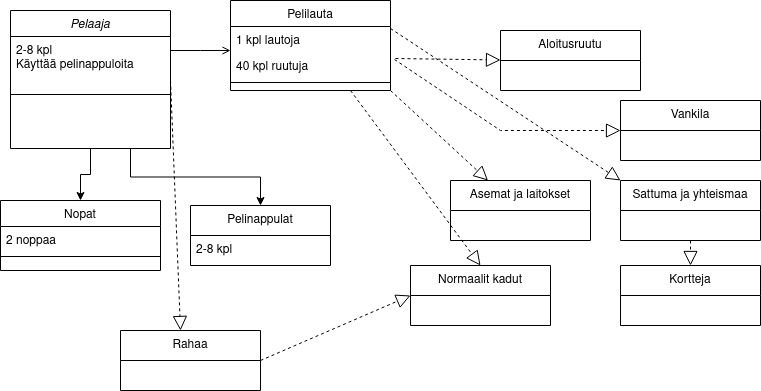 Pelaaja
2-8 kpl
Käyttää pelinappuloita
Pelilauta
1 kpl lautoja
40 kpl ruutuja
Aloitusruutu
Vankila
Asemat ja laitokset
Sattuma ja yhteismaa
Nopat
2 noppaa
Pelinappulat
2-8 kpl
Normaalit kadut
Kortteja
Rahaa